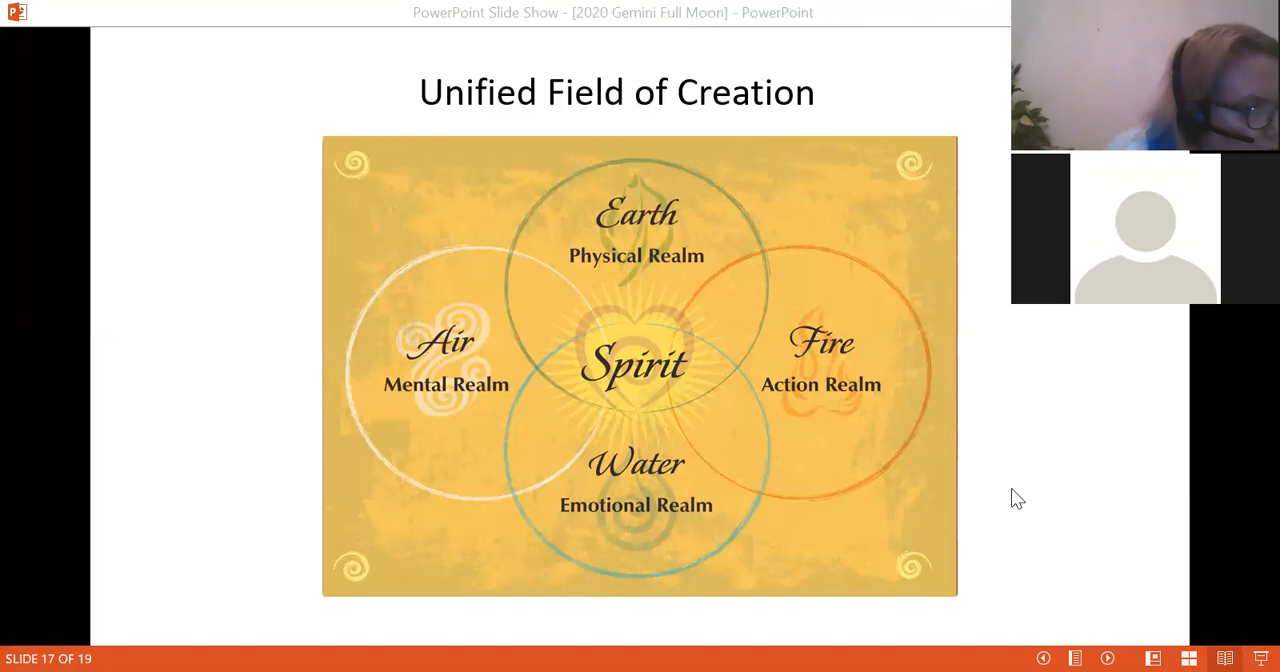 PowerPoint Slide Show - [2020 Gemini Full Moon] - PowerPoint
Unified Field of Creation
Earth
Physical Realm
Air
Mental Realm
Spirit
Fire
Action Realm
Water
Emotional Realm
SLIDE 17 OF 19